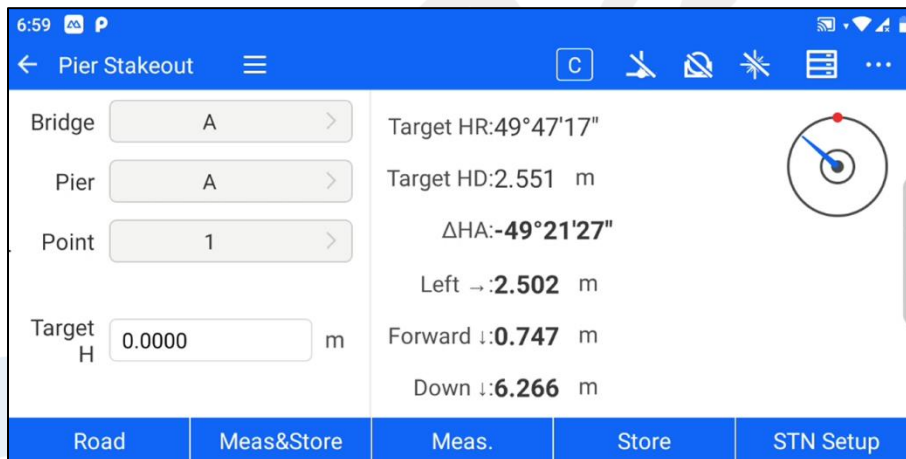 6:59
Pier Stakeout
C
Bridge A
Pier A
Point 1
Target H 0.0000 m
Target HR:49°47'17"
Target HD:2.551 m
ΔHA:-49°21'27"
Left →:2.502 m
Forward ↓:0.747 m
Down ↓:6.266 m
Road Meas&Store Meas. Store STN Setup